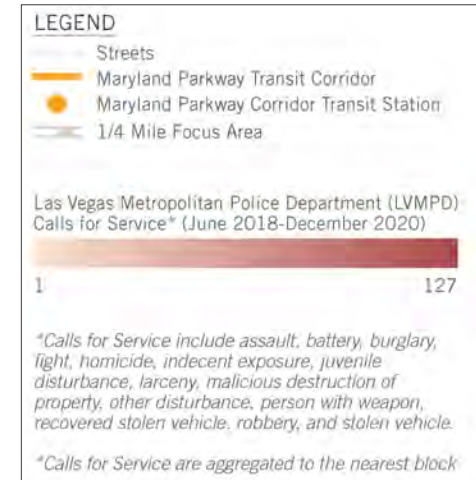 LEGEND
Streets
Maryland Parkway Transit Corridor
Maryland Parkway Corridor Transit Station
1/4 Mile Focus Area
Las Vegas Metropolitan Police Department (LVMPD)
Calls for Service* (June 2018-December 2020)
1 127
*Calls for Service include assault, battery, burglary,
fight, homicide, indecent exposure, juvenile
disturbance, larceny, malicious destruction of
property, other disturbance, person with weapon,
recovered stolen vehicle, robbery, and stolen vehicle.
*Calls for Service are aggregated to the nearest block